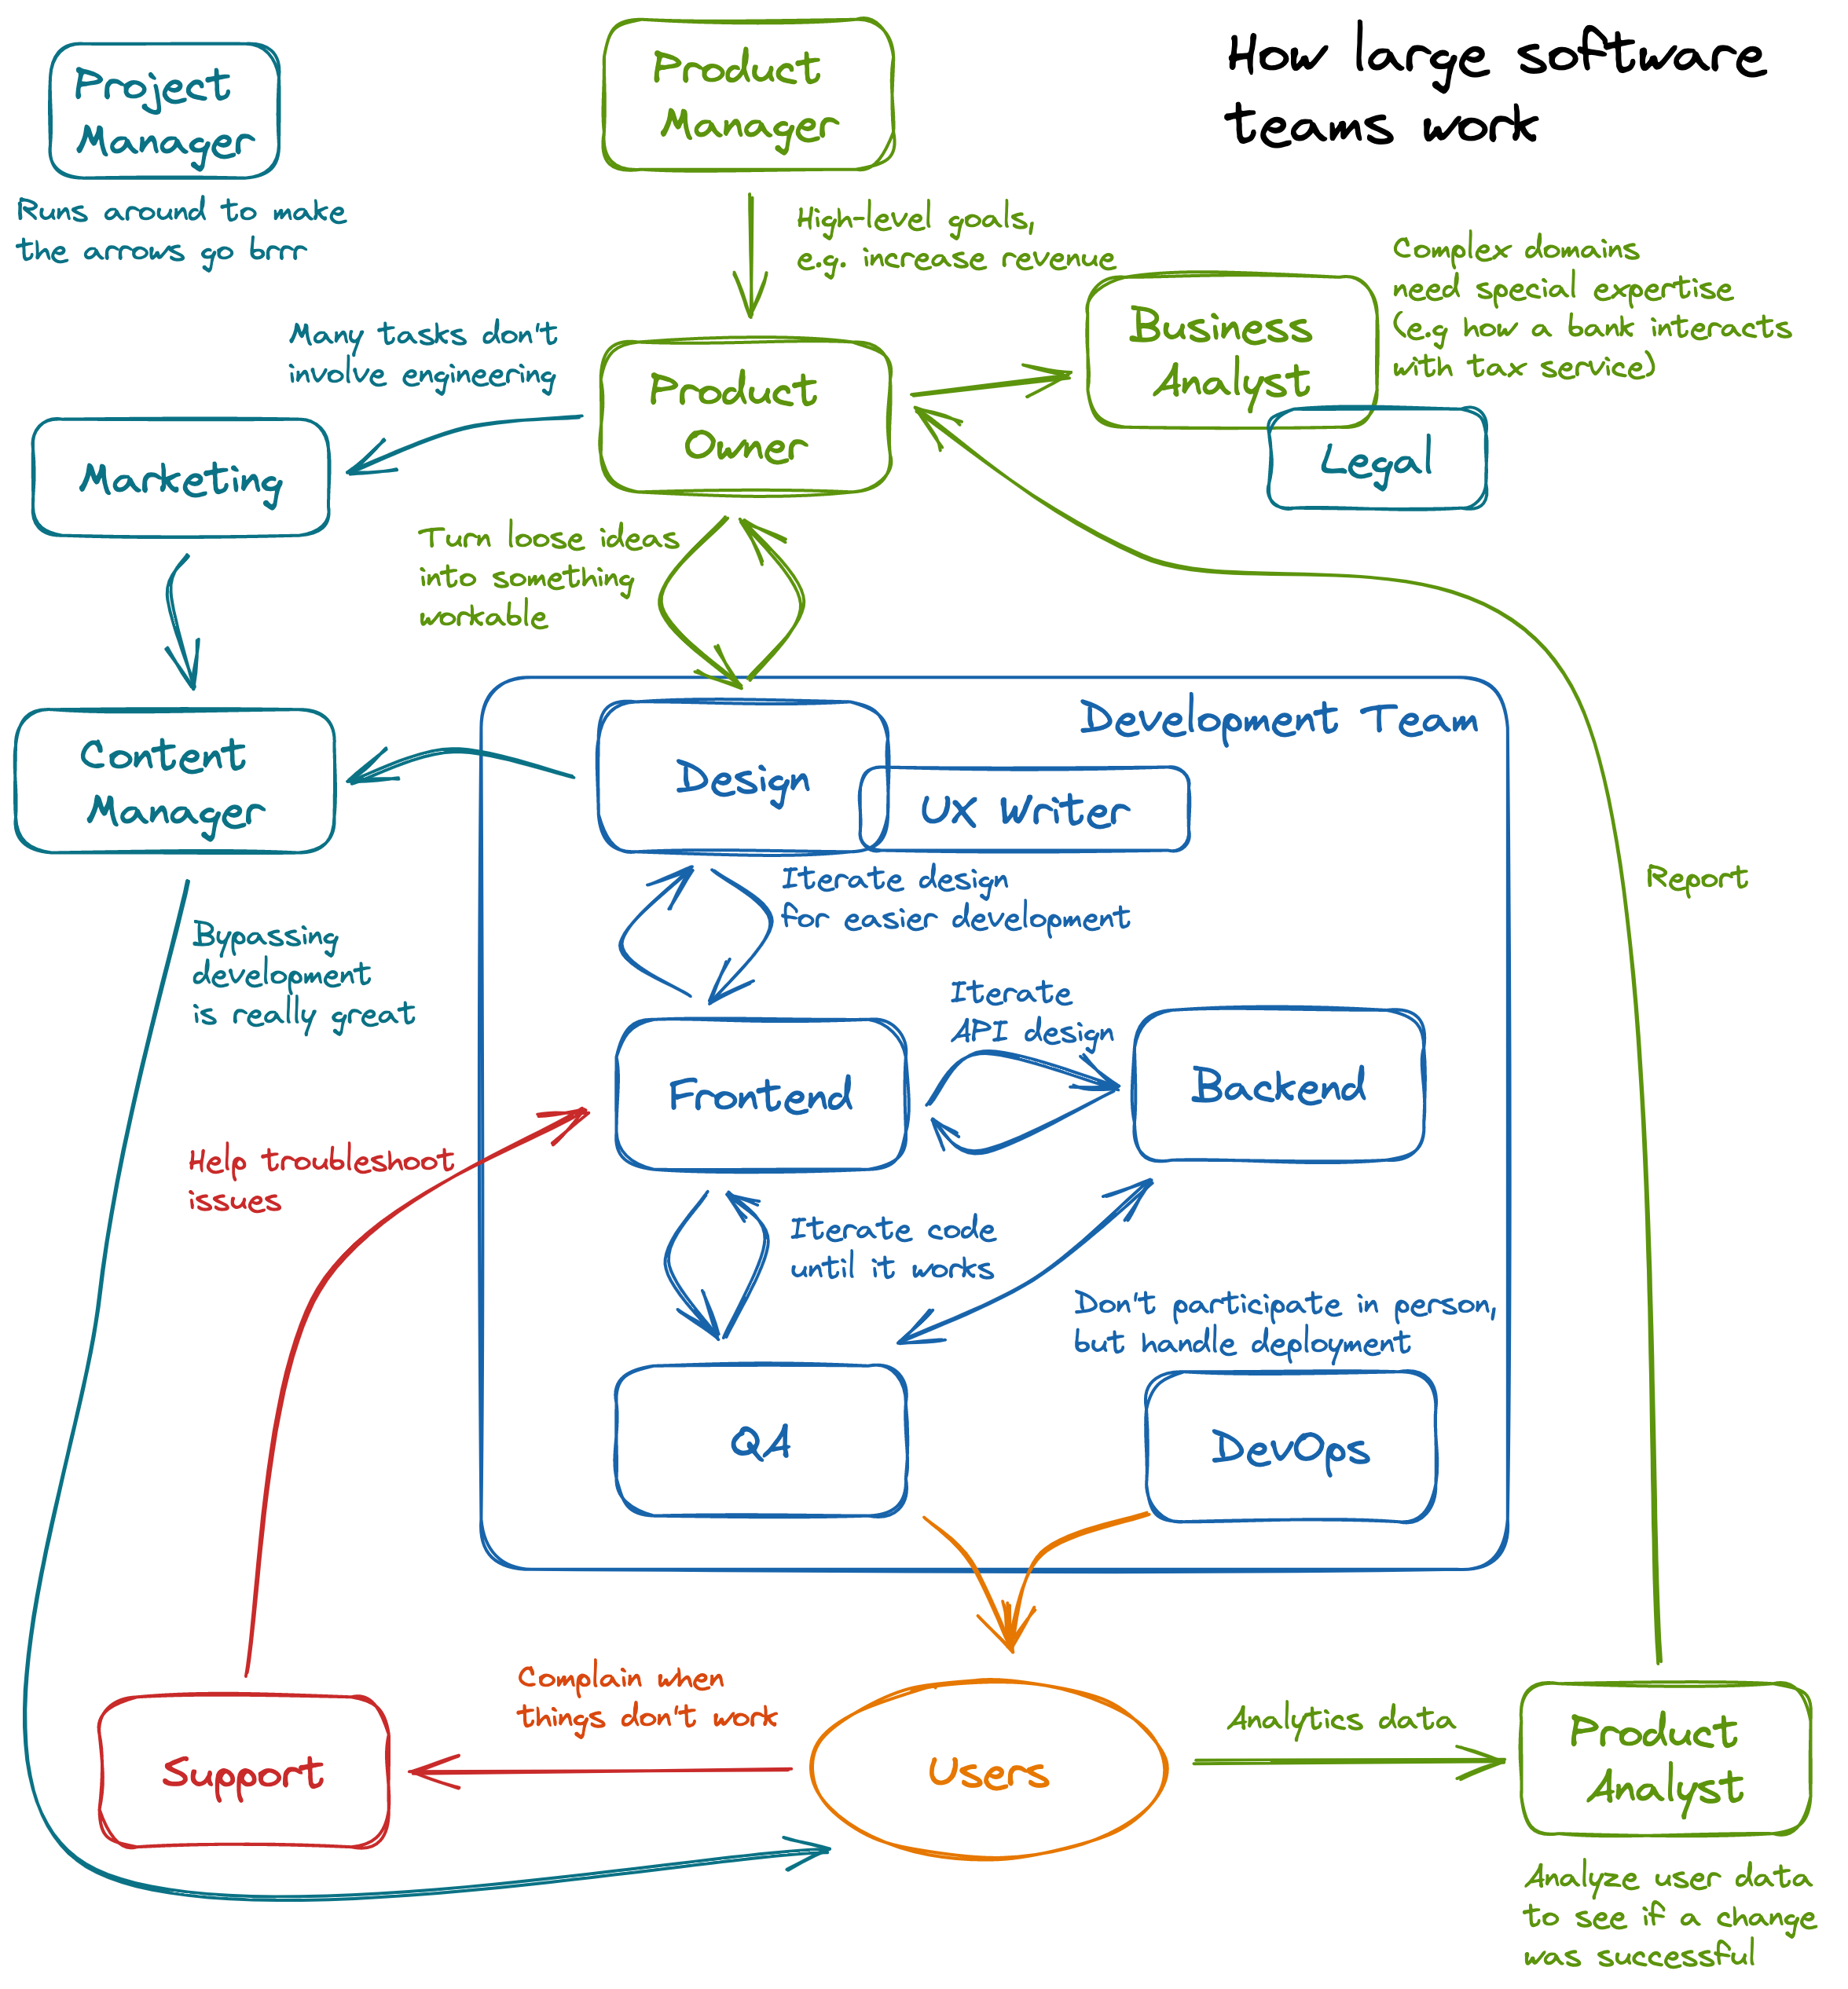 How large software
teams work
Project
Manager
Runs around to make
the arrows go brrr
Product
Manager
High-level goals,
e.g. increase revenue
Complex domains
need special expertise
(e.g how a bank interacts
with tax service)
Business
Analyst
Legal
Many tasks don't
involve engineering
Product
Owner
Marketing
Turn loose ideas
into something
workable
Development Team
Content
Manager
Design
UX Writer
Iterate design
for easier development
Report
Bypassing
development
is really great
Iterate
API design
Frontend
Backend
Help troubleshoot
issues
Iterate code
until it works
Don't participate in person,
but handle deployment
QA
DevOps
Complain when
things don't work
Analytics data
Support
Users
Product
Analyst
Analyze user data
to see if a change
was successful